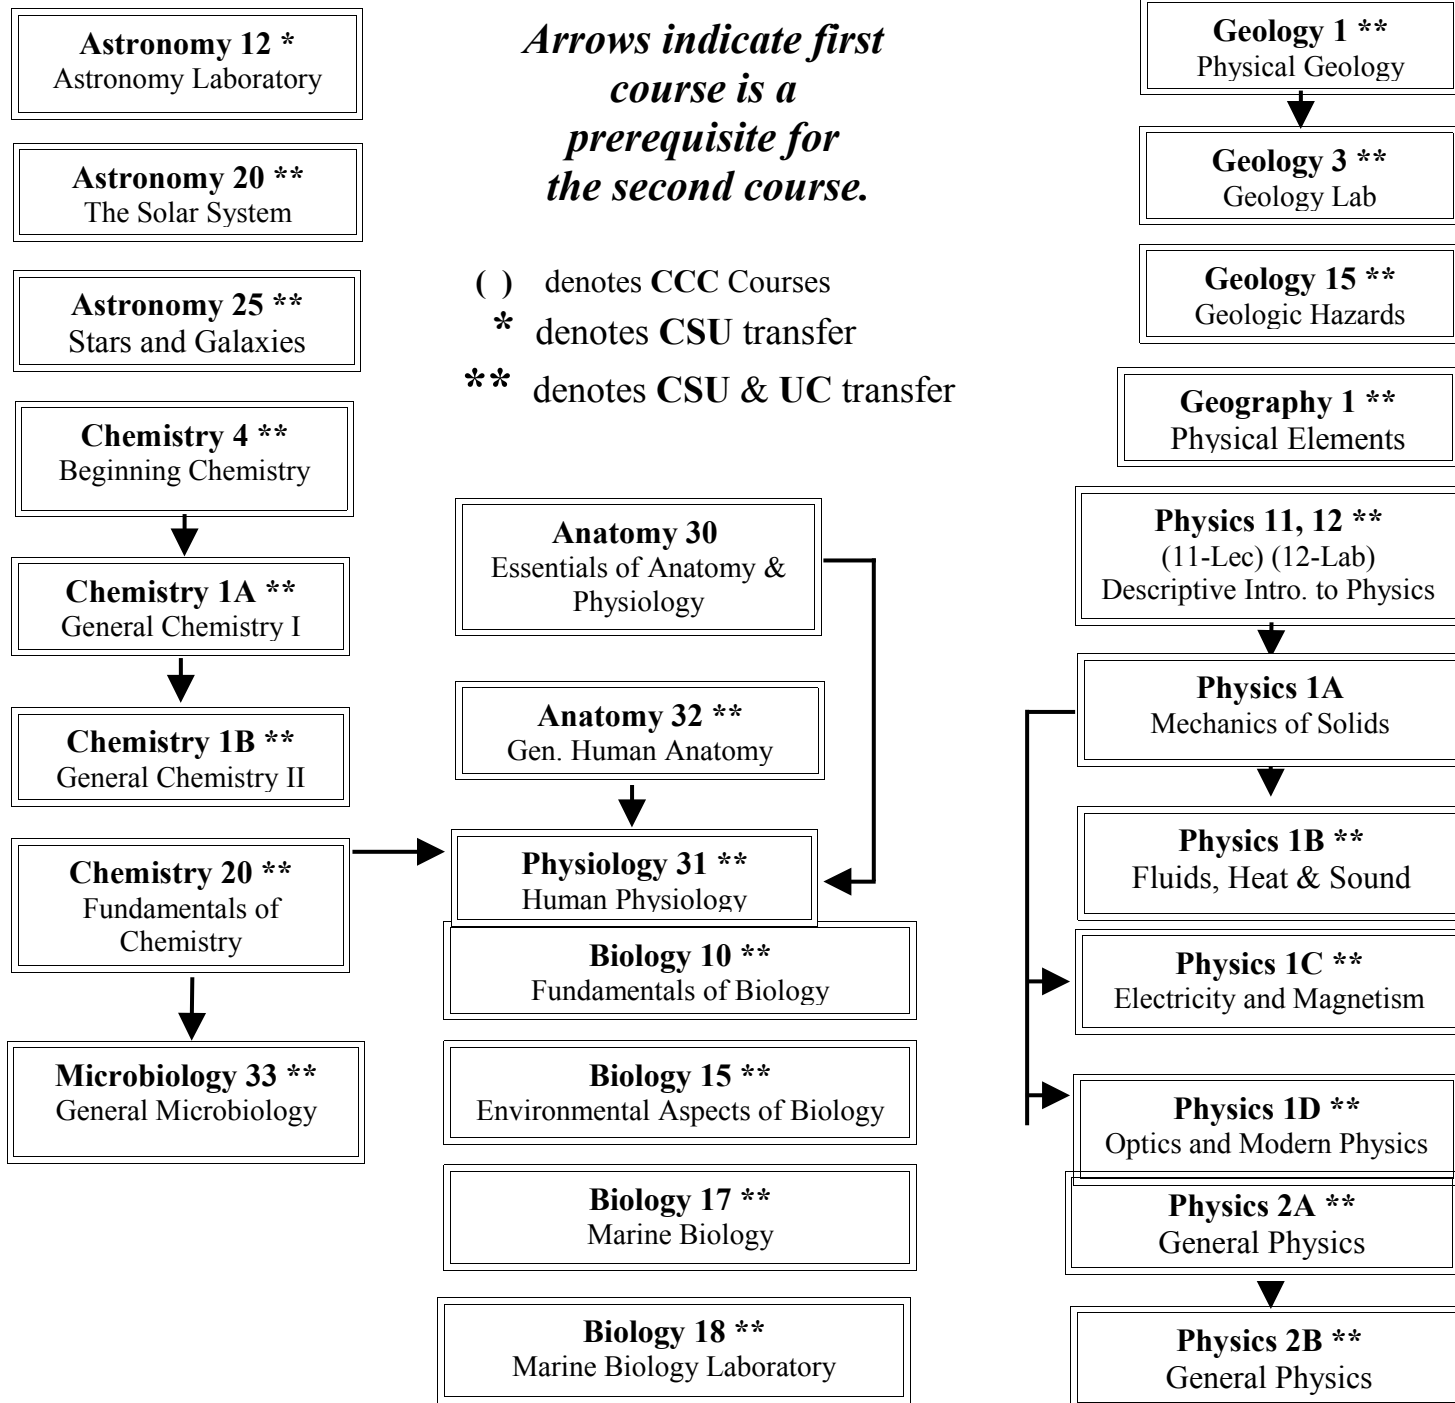 Astronomy 12 *
Astronomy Laboratory
Astronomy 20 **
The Solar System
Astronomy 25 **
Stars and Galaxies
Chemistry 4 **
Beginning Chemistry
Chemistry 1A **
General Chemistry I
Chemistry 1B **
General Chemistry II
Chemistry 20 **
Fundamentals of
Chemistry
Microbiology 33 **
General Microbiology
Arrows indicate first
course is a
prerequisite for
the second course.
( ) denotes CCC Courses
* denotes CSU transfer
** denotes CSU & UC transfer
Anatomy 30
Essentials of Anatomy &
Physiology
Anatomy 32 **
Gen. Human Anatomy
Physiology 31 **
Human Physiology
Biology 10 **
Fundamentals of Biology
Biology 15 **
Environmental Aspects of Biology
Biology 17 **
Marine Biology
Biology 18 **
Marine Biology Laboratory
Geology 1 **
Physical Geology
Geology 3 **
Geology Lab
Geology 15 **
Geologic Hazards
Geography 1 **
Physical Elements
Physics 11, 12 **
(11-Lec) (12-Lab)
Descriptive Intro. to Physics
Physics 1A
Mechanics of Solids
Physics 1B **
Fluids, Heat & Sound
Physics 1C **
Electricity and Magnetism
Physics 1D **
Optics and Modern Physics
Physics 2A **
General Physics
Physics 2B **
General Physics